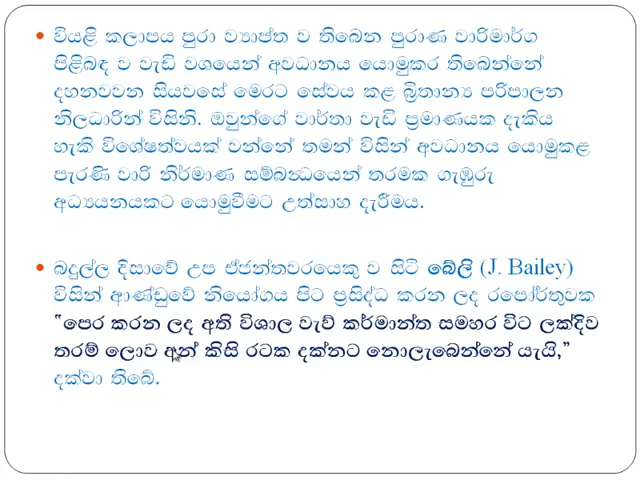 • වියළි කලාපය පුරා ව්‍යාප්ත ව තිබෙන පුරාණ වාරිමාර්ග
පිළිබඳ ව වැඩි වශයෙන් අවධානය යොමුකර තිබෙන්නේ
දහනවවන සියවසේ මෙරට සේවය කළ බ්‍රිතාන්‍ය පරිපාලන
නිලධාරින් විසිනි. ඔවුන්ගේ වාර්තා වැඩි ප්‍රමාණයක දැකිය
හැකි විශේෂත්වයක් වන්නේ තමන් විසින් අවධානය යොමුකළ
පැරණි වාරි නිර්මාණ සම්බන්‍ධයෙන් තරමක ගැඹුරු
අධ්‍යයනයකට යොමුවීමට උත්සාහ දැරීමය.
• බදුල්ල දිසාවේ උප ඒජන්තවරයෙකු ව සිටි බේලි (J. Bailey)
විසින් ආණ්ඩුවේ නියෝගය පිට ප්‍රසිද්ධ කරන ලද රපෝර්තුවක
“පෙර කරන ලද අති විශාල වැව් කර්මාන්ත සමහර විට ලක්දිව
තරම් ලොව අන් කිසි රටක දක්නට නොලැබෙන්නේ යැයි,”
දක්වා තිබේ.